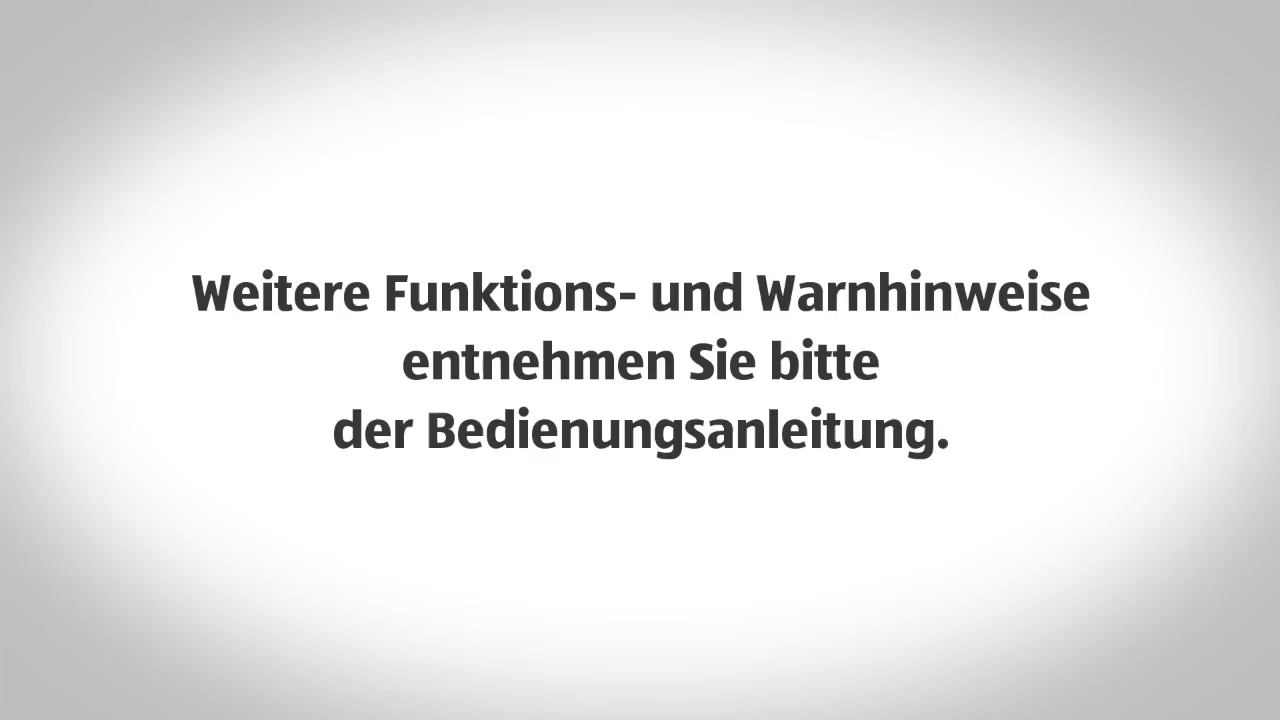 Weitere Funktions- und Warnhinweise
entnehmen Sie bitte
der Bedienungsanleitung.